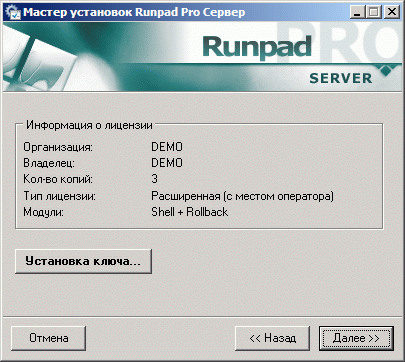 Мастер установок Runpad Pro Сервер
PRO
Runpad
SERVER
Информация о лицензии
Организация: DEMO
Владелец: DEMO
Кол-во копий: 3
Тип лицензии: Расширенная (с местом оператора)
Модули: Shell + Rollback
Установка ключа...
Отмена
<< Назад
Далее >>